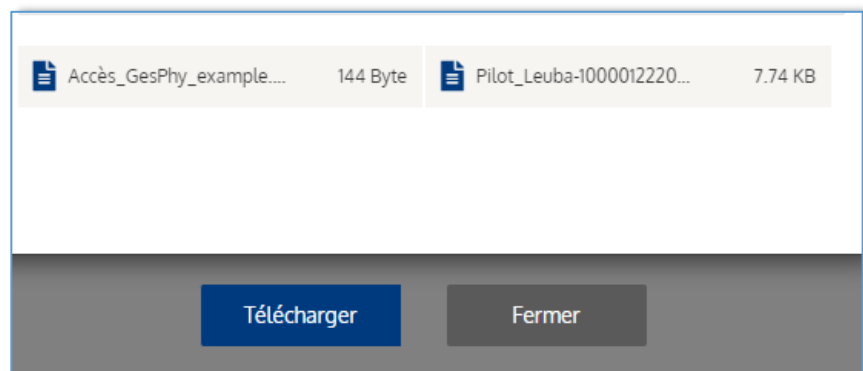 Accès_GesPhy_example.... 144 Byte Pilot_Leuba-1000012220... 7.74 KB
Télécharger Fermer